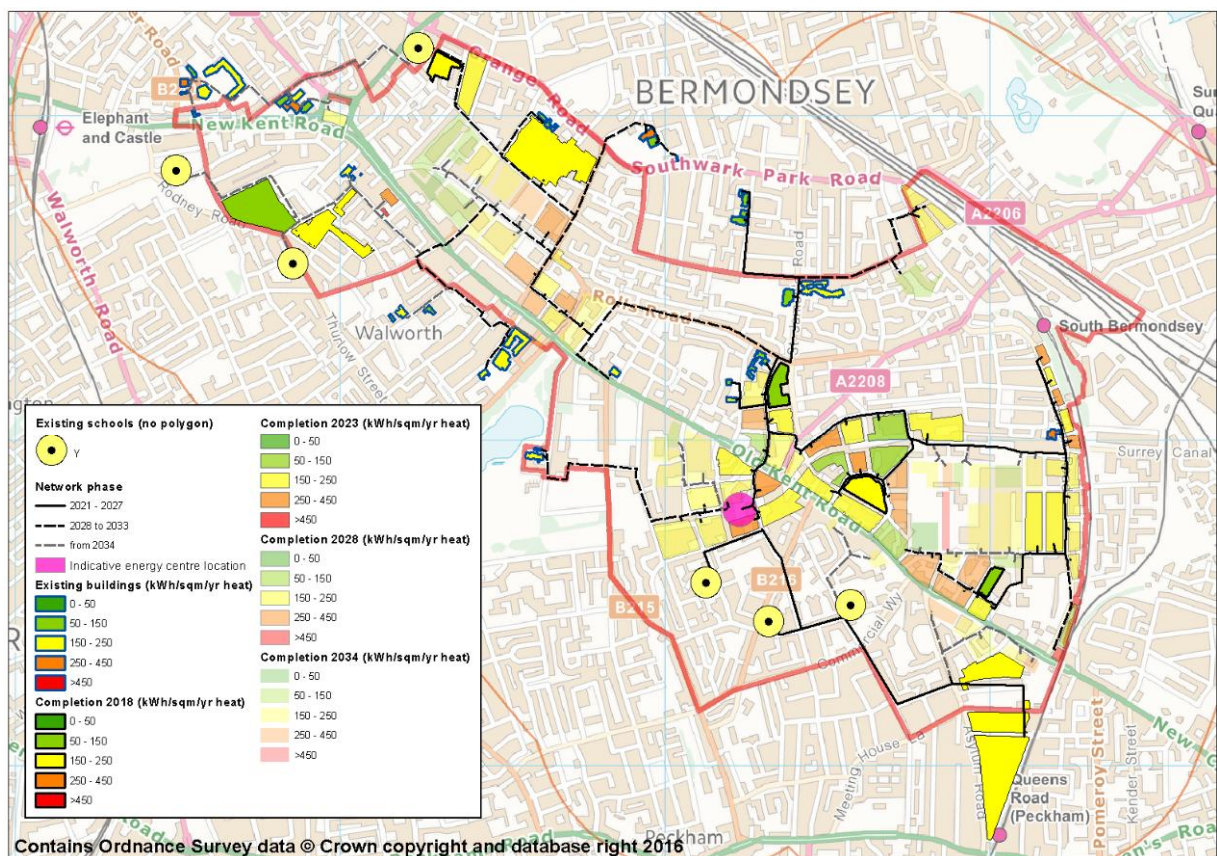 Grange Road
BERMONDSEY
Elephant
and Castle
New Kent Road
Southwark Park Road
A2206
Walworth Road
Rodney Road
Thurlow Street
Walworth
Rolls Road
Road
South Bermondsey
A2208
Old Kent Road
Surrey Canal
B216
B215
Commercial Wy
Meeting House La
Asylum Road
Queens
Road
(Peckham)
Pomeroy Street
Kender Street
Peckham
Existing schools (no polygon)
Y
Network phase
2021 - 2027
2028 to 2033
from 2034
Indicative energy centre location
Existing buildings (kWh/sqm/yr heat)
0 - 50
50 - 150
150 - 250
250 - 450
>450
Completion 2018 (kWh/sqm/yr heat)
0 - 50
50 - 150
150 - 250
250 - 450
>450
Completion 2023 (kWh/sqm/yr heat)
0 - 50
50 - 150
150 - 250
250 - 450
>450
Completion 2028 (kWh/sqm/yr heat)
0 - 50
50 - 150
150 - 250
250 - 450
>450
Completion 2034 (kWh/sqm/yr heat)
0 - 50
50 - 150
150 - 250
250 - 450
>450
Contains Ordnance Survey data © Crown copyright and database right 2016